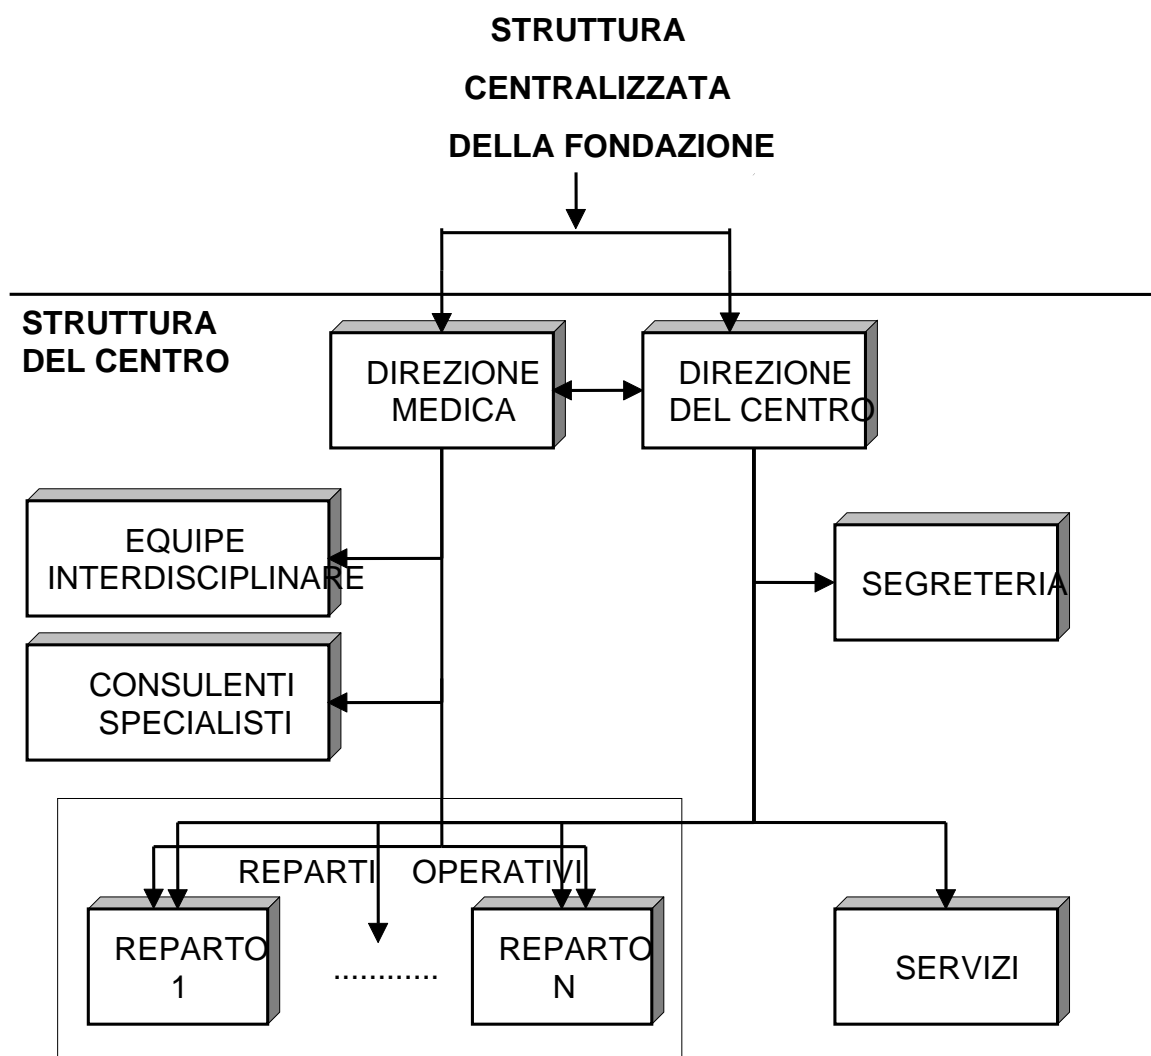 STRUTTURA
CENTRALIZZATA
DELLA FONDAZIONE
STRUTTURA
DEL CENTRO
DIREZIONE
MEDICA
DIREZIONE
DEL CENTRO
EQUIPE
INTERDISCIPLINARE
SEGRETERIA
CONSULENTI
SPECIALISTI
REPARTI OPERATIVI
REPARTO
1
............
REPARTO
N
SERVIZI